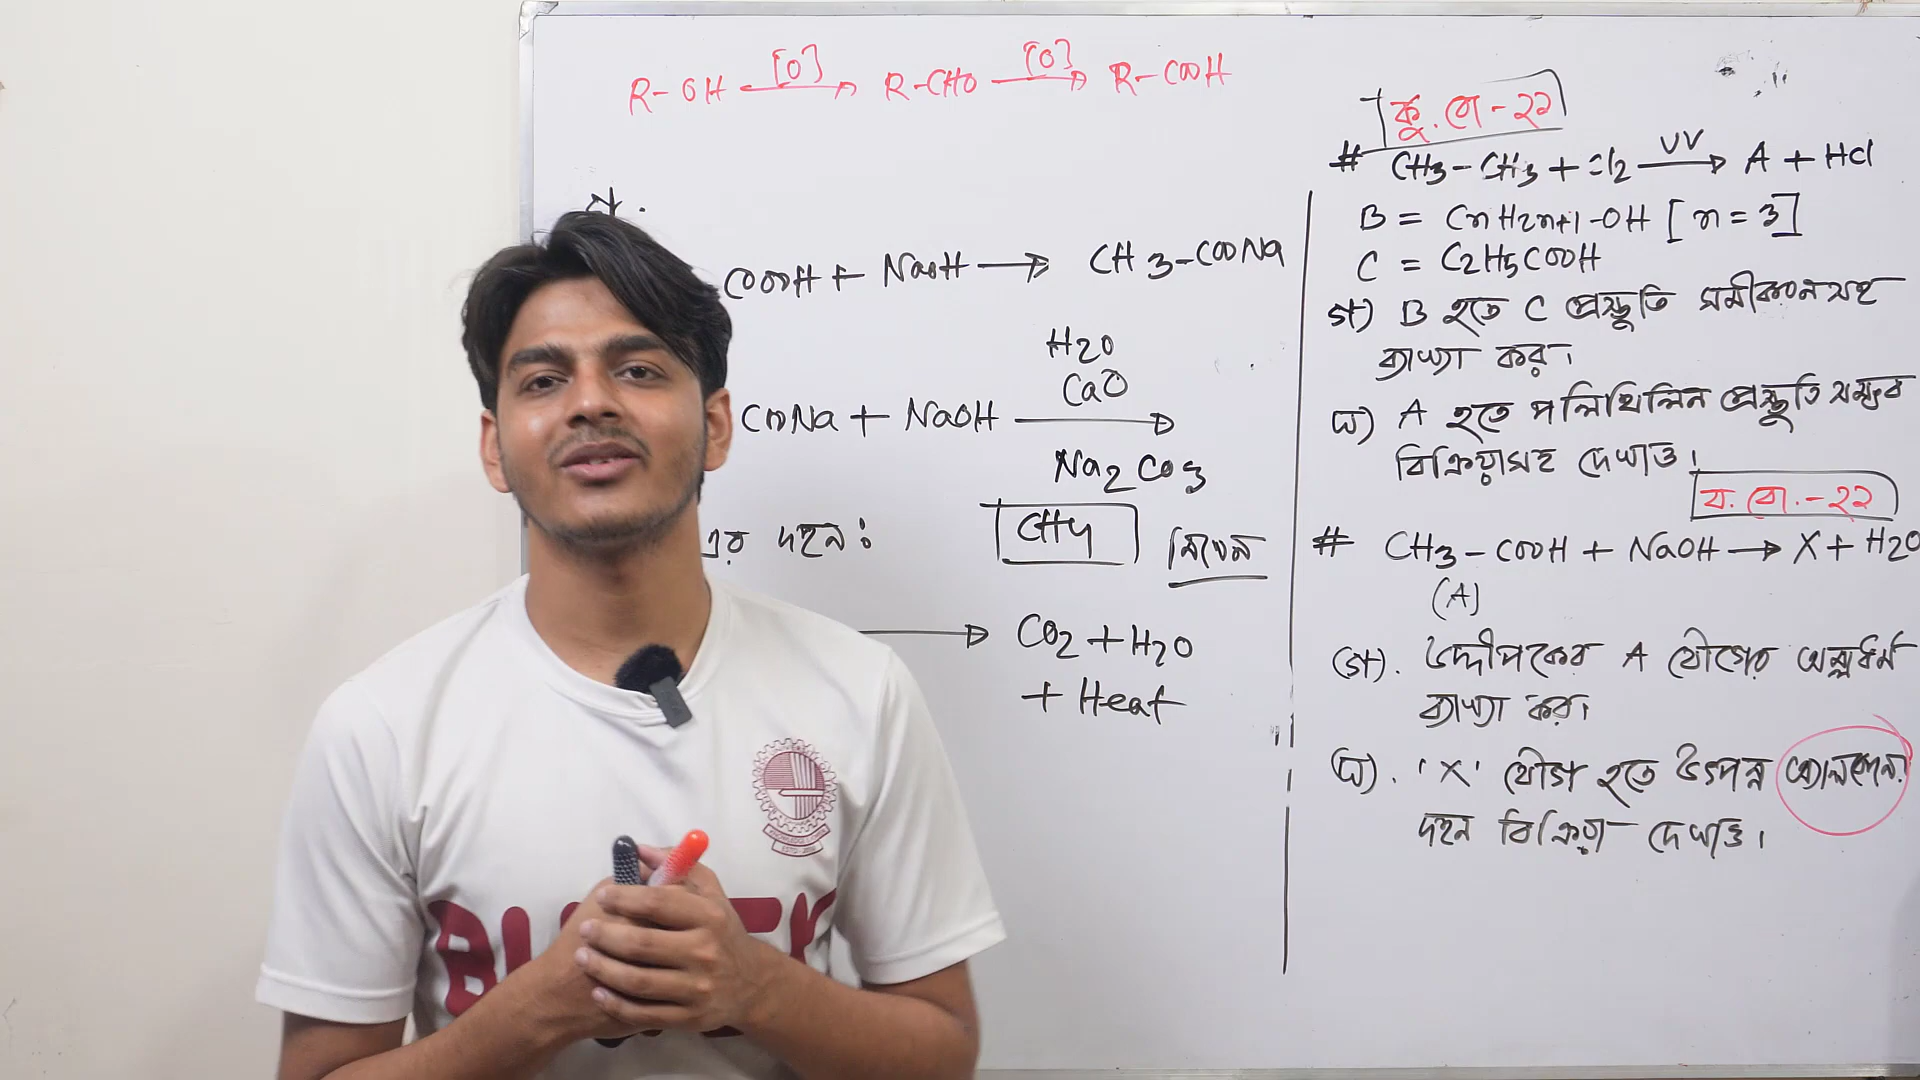 R-OH [O] → R-CHO [O] → R-COOH
COOH + NaOH → CH3-COONa
H2O
CaO
COONa + NaOH →
Na2CO3
এর দহন:
CH4
মিথেন
→ CO2 + H2O
+ Heat
কু. বো - ২২
# CH3-CH3 + Cl2 UV → A + HCl
B = CnH2n+1-OH [n = 3]
C = C2H5COOH
গ) B হতে C প্রস্তুতি সমীকরণসহ
ব্যাখ্যা কর।
ঘ) A হতে পলিথিলিন প্রস্তুতি সম্ভব
বিক্রিয়াসহ দেখাও।
ব. বো. - ২২
# CH3-COOH + NaOH → X + H2O
(A)
(গ). উদ্দীপকের A যৌগের অম্লধর্ম
ব্যাখ্যা কর।
(ঘ). 'X' যৌগ হতে উৎপন্ন অ্যালকেন
দহন বিক্রিয়া দেখাও।